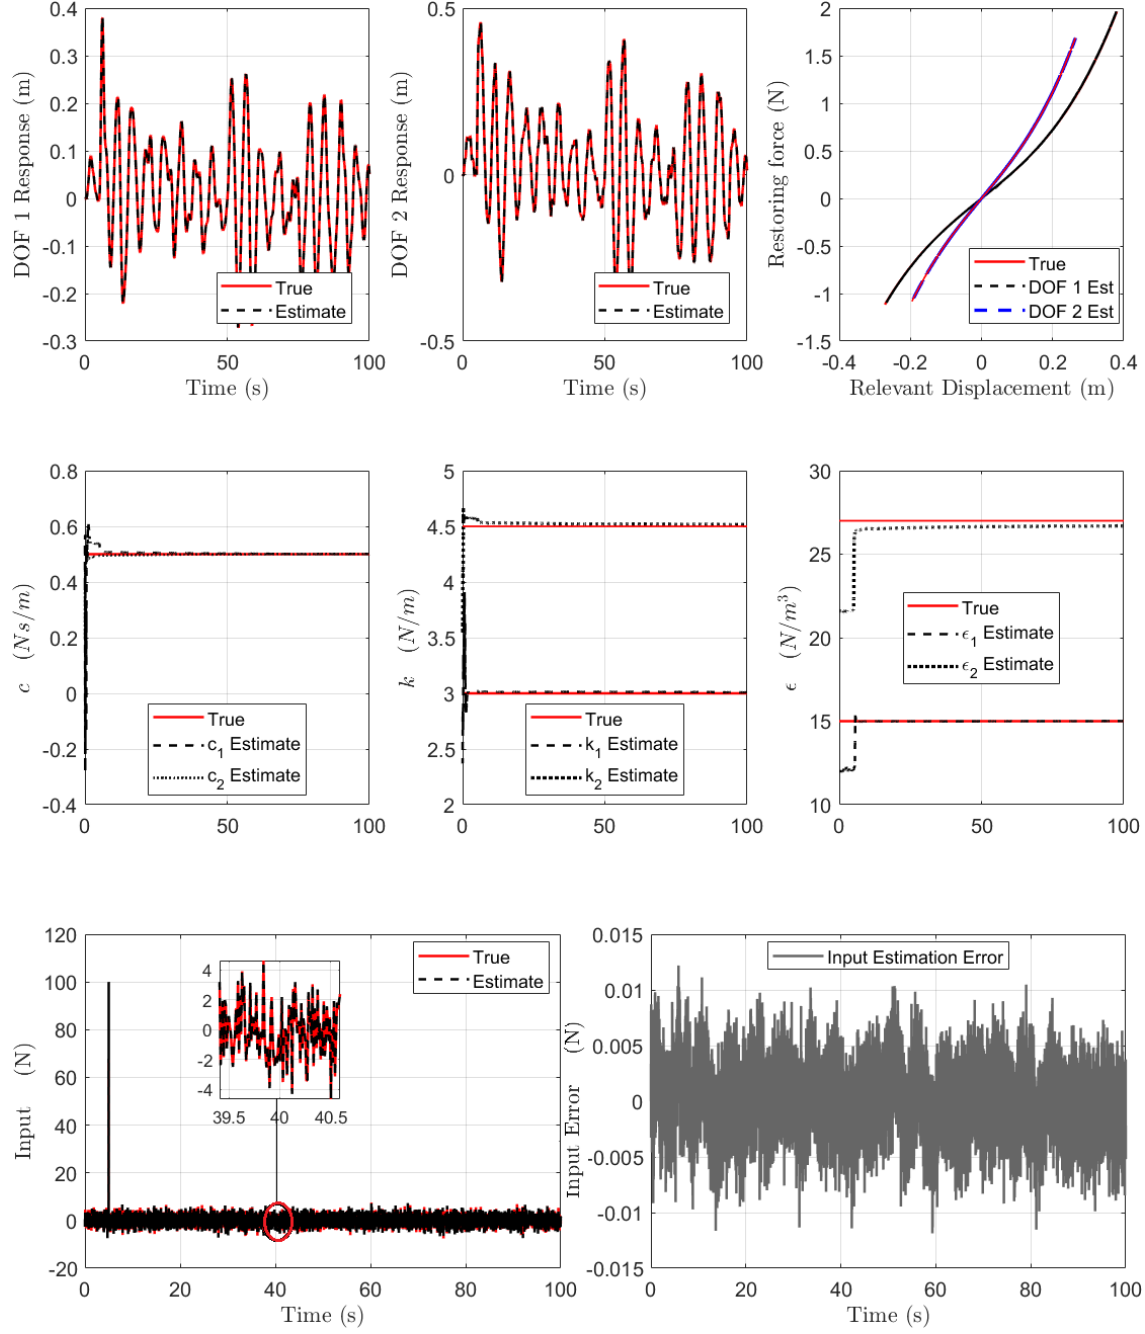 0.4
0.3
0.2
0.1
0
-0.1
-0.2
-0.3
DOF 1 Response (m)
True
Estimate
0 50 100
Time (s)
0.5
0
-0.5
DOF 2 Response (m)
True
Estimate
0 50 100
Time (s)
2
1.5
1
0.5
0
-0.5
-1
-1.5
Restoring force (N)
True
DOF 1 Est
DOF 2 Est
-0.4 -0.2 0 0.2 0.4
Relevant Displacement (m)
0.8
0.6
0.4
0.2
0
-0.2
-0.4
c (Ns/m)
True
c₁ Estimate
c₂ Estimate
0 50 100
5
4.5
4
3.5
3
2.5
2
k (N/m)
True
k₁ Estimate
k₂ Estimate
0 50 100
30
25
20
15
10
ϵ (N/m³)
True
ϵ₁ Estimate
ϵ₂ Estimate
0 50 100
120
100
80
60
40
20
0
-20
Input (N)
True
Estimate
4
2
0
-2
-4
39.5 40 40.5
0 20 40 60 80 100
Time (s)
0.015
0.01
0.005
0
-0.005
-0.01
-0.015
Input Error (N)
Input Estimation Error
0 20 40 60 80 100
Time (s)